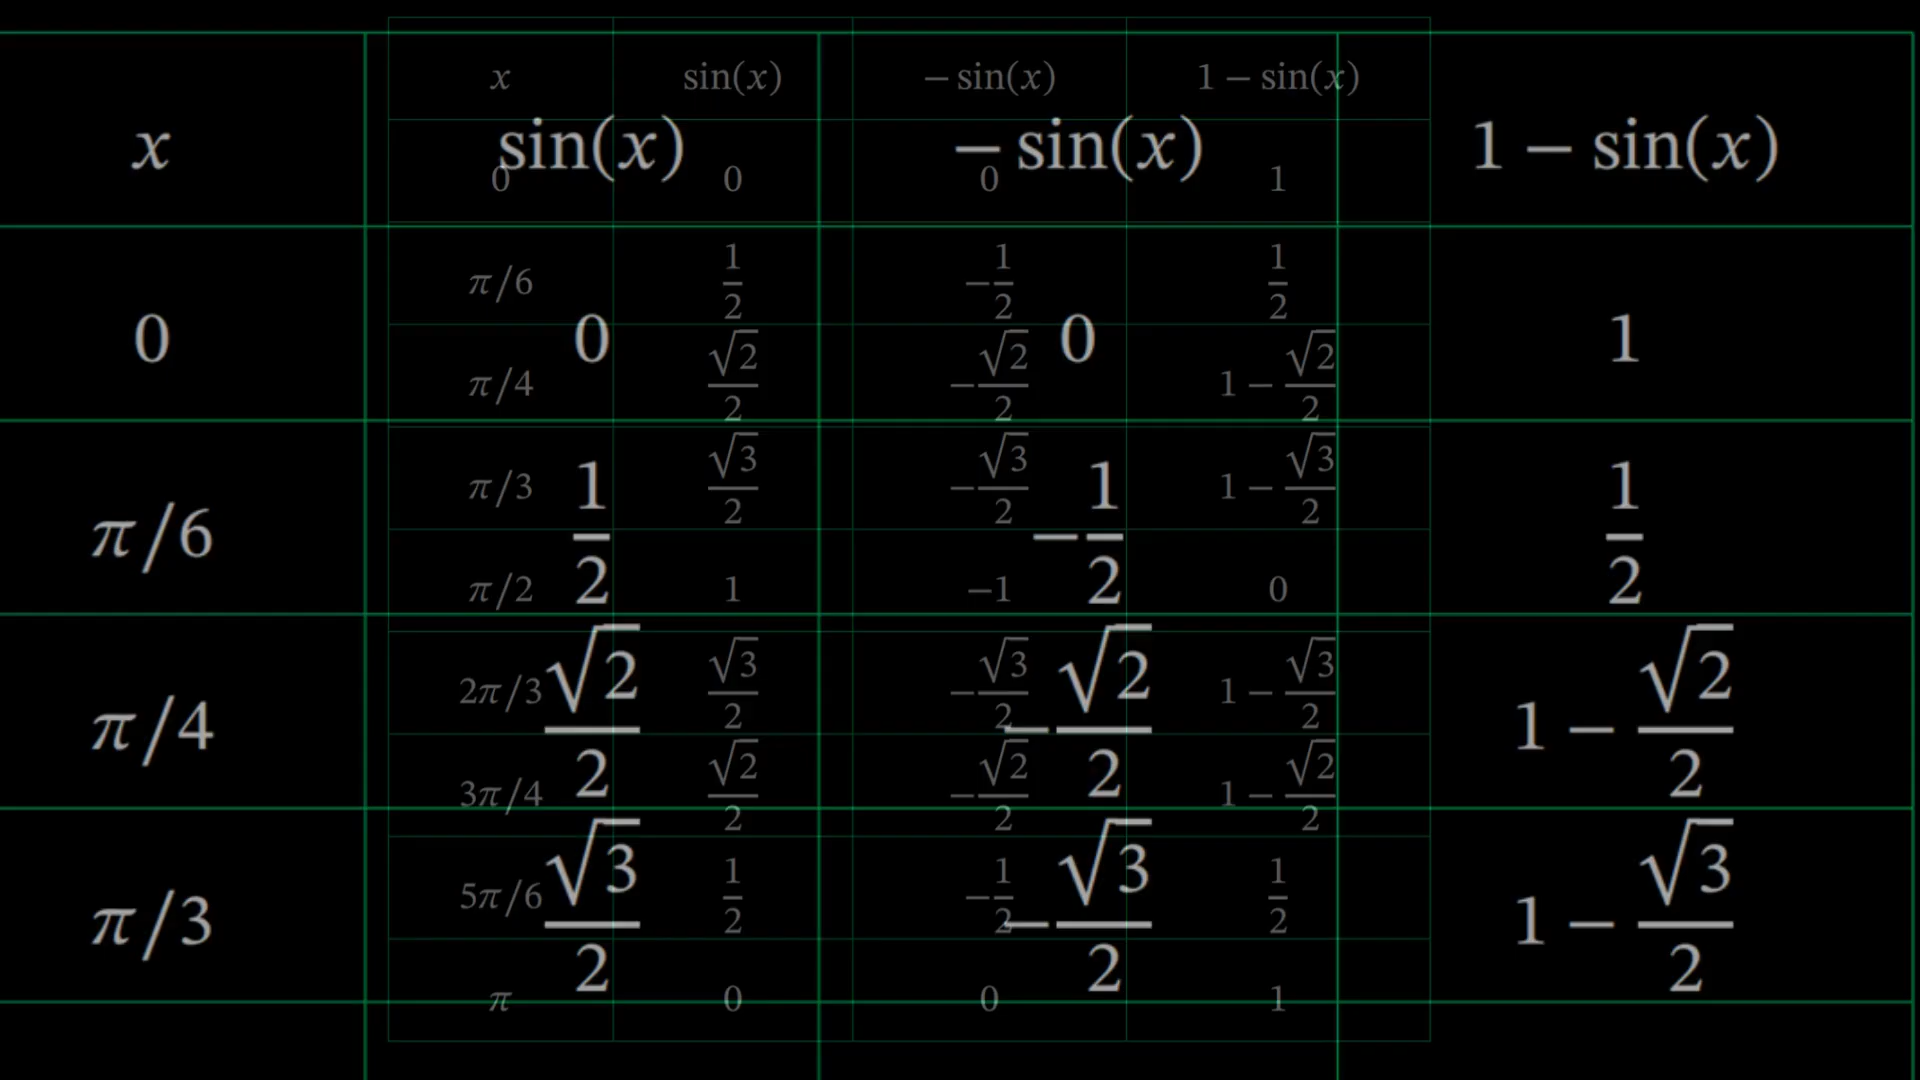 x sin(x) −sin(x) 1 − sin(x)
0 0 0 1
π/6 1/2 −1/2 1/2
π/4 √2/2 −√2/2 1 − √2/2
π/3 √3/2 −√3/2 1 − √3/2
x sin(x) −sin(x) 1 − sin(x)
0 0 0 1
π/6 1/2 −1/2 1/2
π/4 √2/2 −√2/2 1 − √2/2
π/3 √3/2 −√3/2 1 − √3/2
π/2 1 −1 0
2π/3 √3/2 −√3/2 1 − √3/2
3π/4 √2/2 −√2/2 1 − √2/2
5π/6 1/2 −1/2 1/2
π 0 0 1